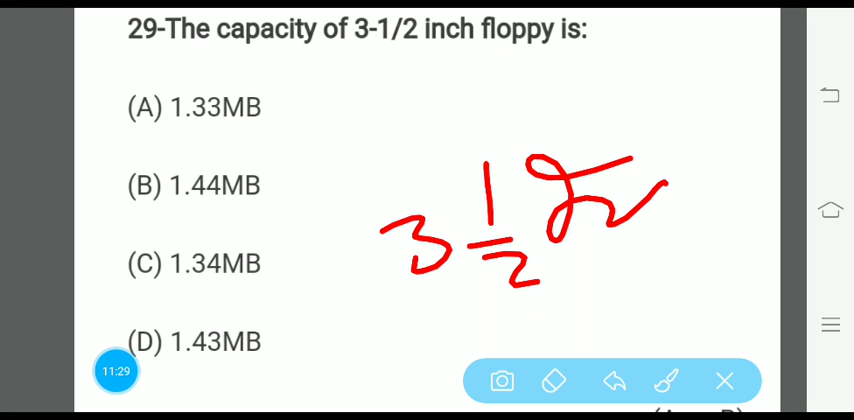 29-The capacity of 3-1/2 inch floppy is:
(A) 1.33MB
(B) 1.44MB
(C) 1.34MB
(D) 1.43MB
3 1/2
11:29